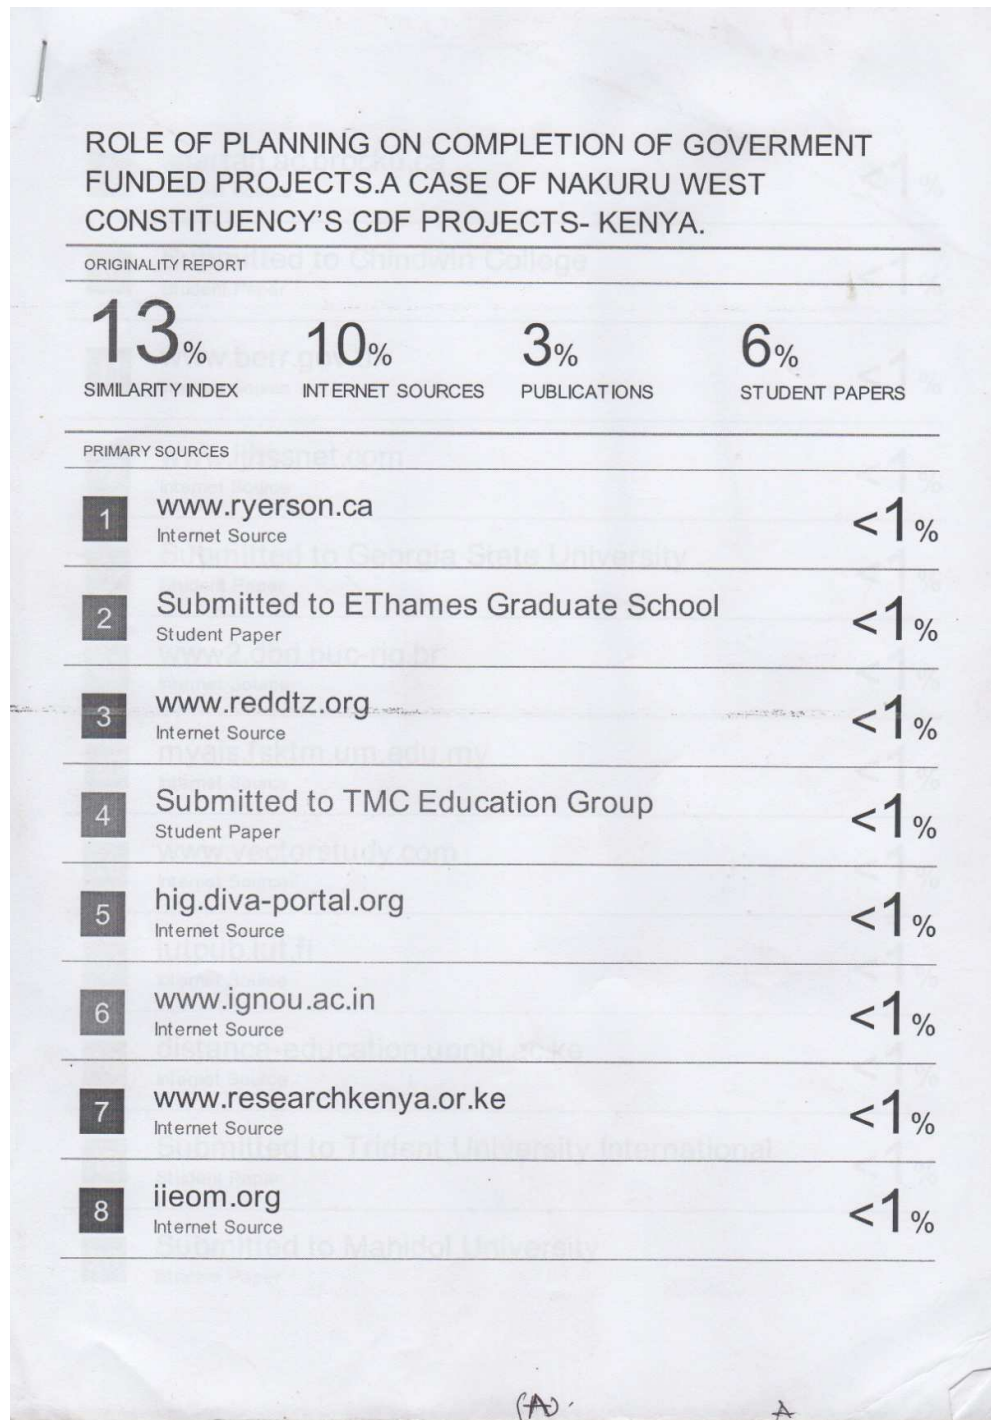 ROLE OF PLANNING ON COMPLETION OF GOVERMENT
FUNDED PROJECTS.A CASE OF NAKURU WEST
CONSTITUENCY'S CDF PROJECTS- KENYA.
ORIGINALITY REPORT
13% 10% 3% 6%
SIMILARITY INDEX INTERNET SOURCES PUBLICATIONS STUDENT PAPERS
PRIMARY SOURCES
1 www.ryerson.ca <1%
Internet Source
2 Submitted to EThames Graduate School <1%
Student Paper
3 www.reddtz.org <1%
Internet Source
4 Submitted to TMC Education Group <1%
Student Paper
5 hig.diva-portal.org <1%
Internet Source
6 www.ignou.ac.in <1%
Internet Source
7 www.researchkenya.or.ke <1%
Internet Source
8 iieom.org <1%
Internet Source
(A). A